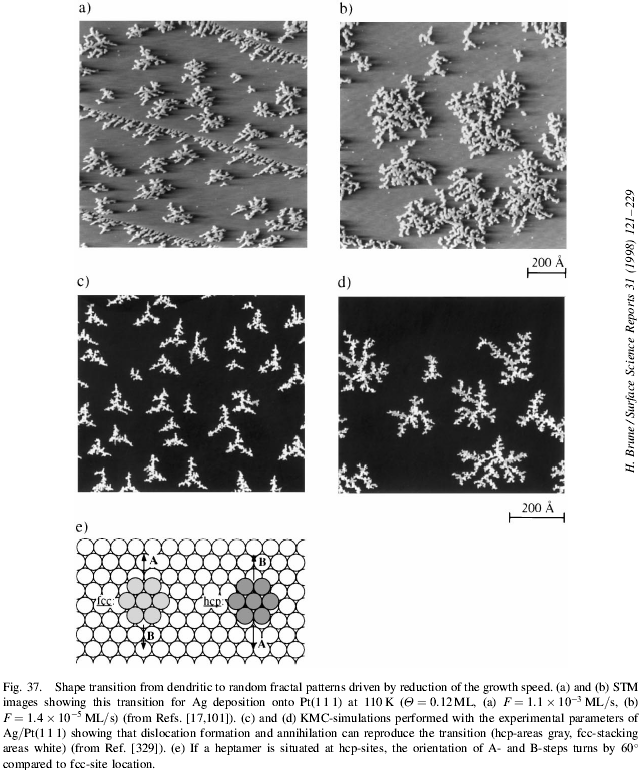 a)
b)
200 Å
c)
d)
200 Å
e)
A
B
fcc:
hcp:
B
A
H. Brune / Surface Science Reports 31 (1998) 121–229
Fig. 37. Shape transition from dendritic to random fractal patterns driven by reduction of the growth speed. (a) and (b) STM
images showing this transition for Ag deposition onto Pt(1 1 1) at 110 K (Θ = 0.12 ML, (a) F = 1.1 × 10⁻³ ML/s, (b)
F = 1.4 × 10⁻⁵ ML/s) (from Refs. [17,101]). (c) and (d) KMC-simulations performed with the experimental parameters of
Ag/Pt(1 1 1) showing that dislocation formation and annihilation can reproduce the transition (hcp-areas gray, fcc-stacking
areas white) (from Ref. [329]). (e) If a heptamer is situated at hcp-sites, the orientation of A- and B-steps turns by 60°
compared to fcc-site location.